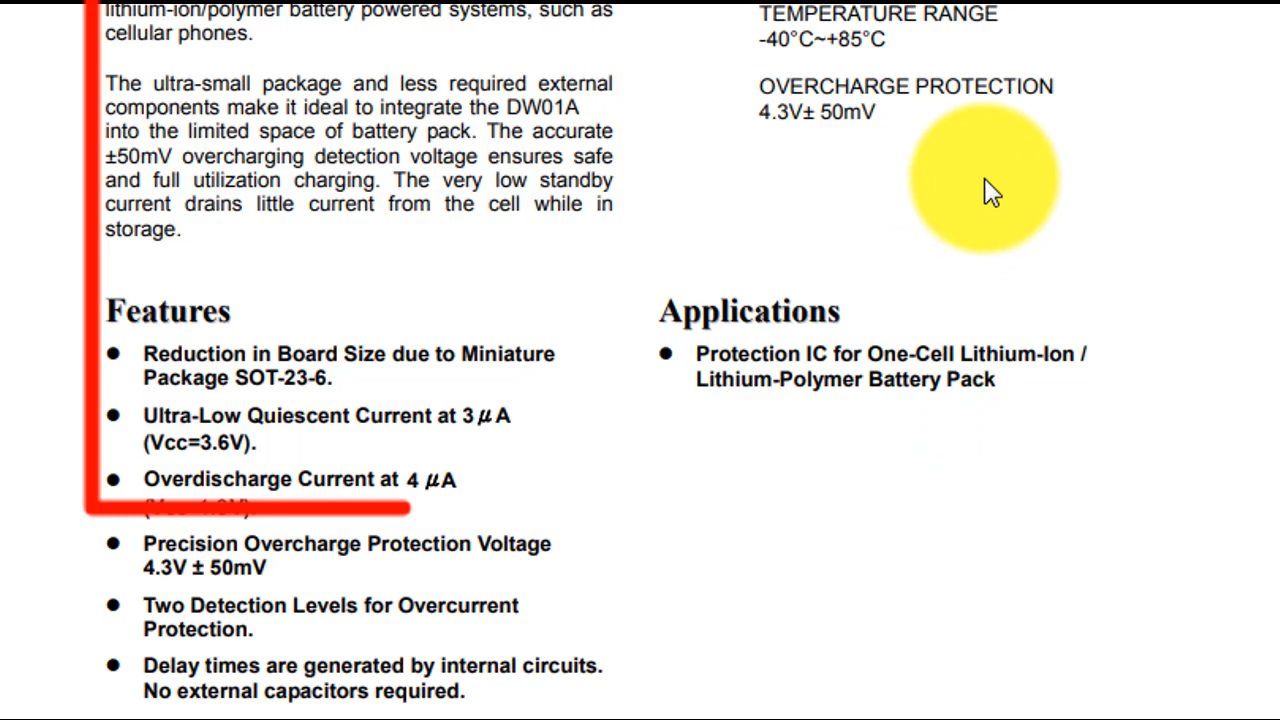 lithium-ion/polymer battery powered systems, such as
cellular phones.
The ultra-small package and less required external
components make it ideal to integrate the DW01A
into the limited space of battery pack. The accurate
±50mV overcharging detection voltage ensures safe
and full utilization charging. The very low standby
current drains little current from the cell while in
storage.
TEMPERATURE RANGE
-40°C~+85°C
OVERCHARGE PROTECTION
4.3V± 50mV
Features
● Reduction in Board Size due to Miniature
Package SOT-23-6.
● Ultra-Low Quiescent Current at 3μA
(Vcc=3.6V).
● Overdischarge Current at 4 μA
● Precision Overcharge Protection Voltage
4.3V ± 50mV
● Two Detection Levels for Overcurrent
Protection.
● Delay times are generated by internal circuits.
No external capacitors required.
Applications
● Protection IC for One-Cell Lithium-Ion /
Lithium-Polymer Battery Pack